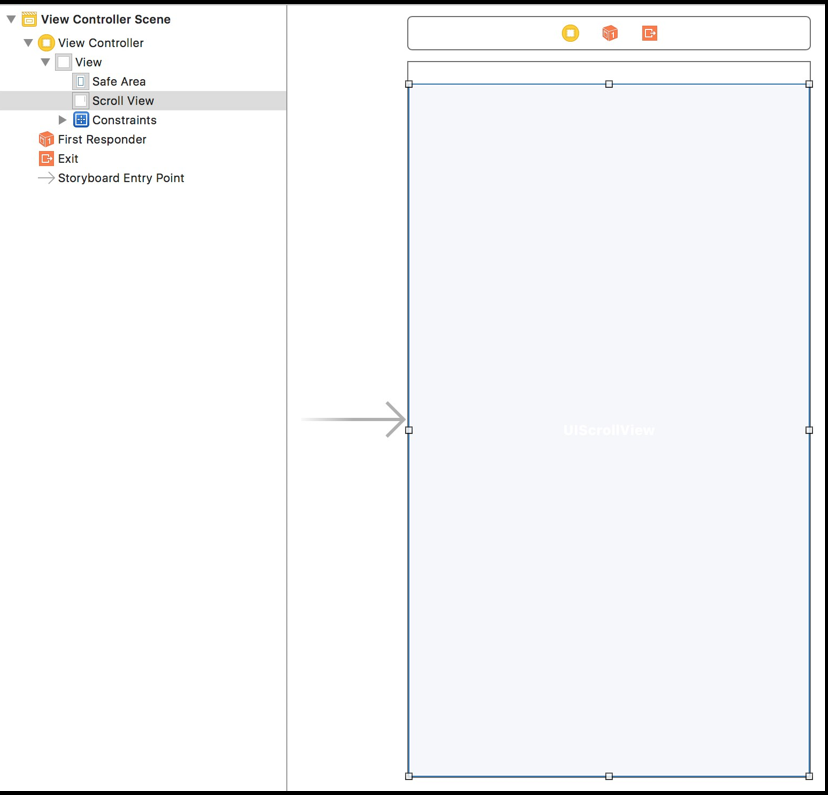 View Controller Scene
View Controller
View
Safe Area
Scroll View
Constraints
First Responder
Exit
Storyboard Entry Point
UIScrollView